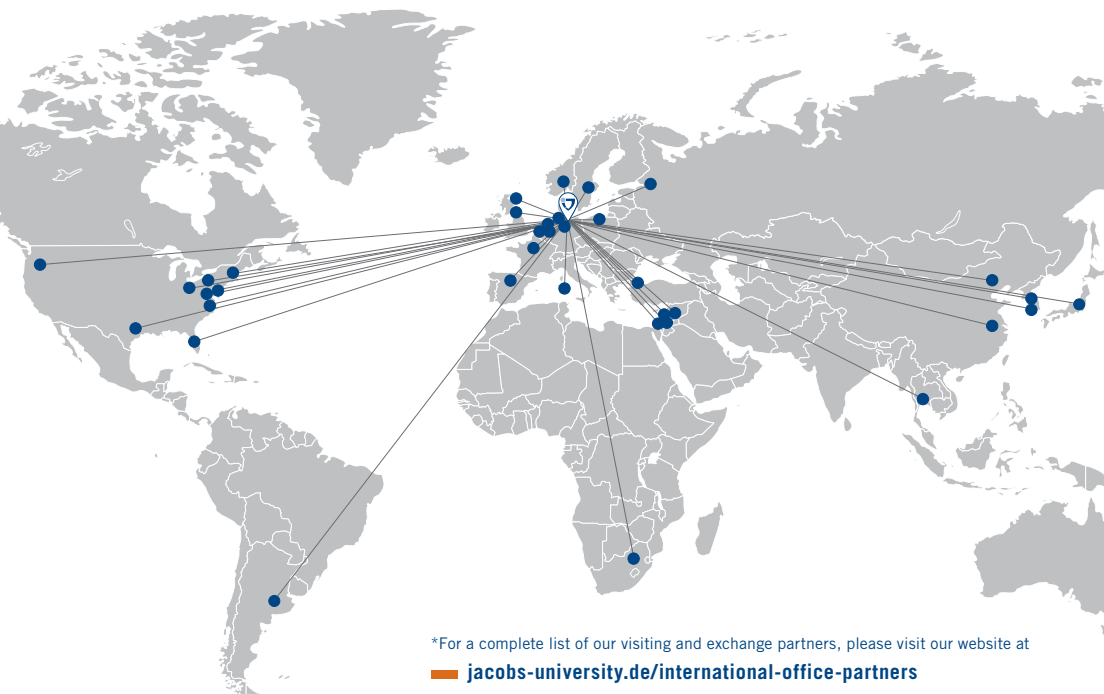 *For a complete list of our visiting and exchange partners, please visit our website at
jacobs-university.de/international-office-partners